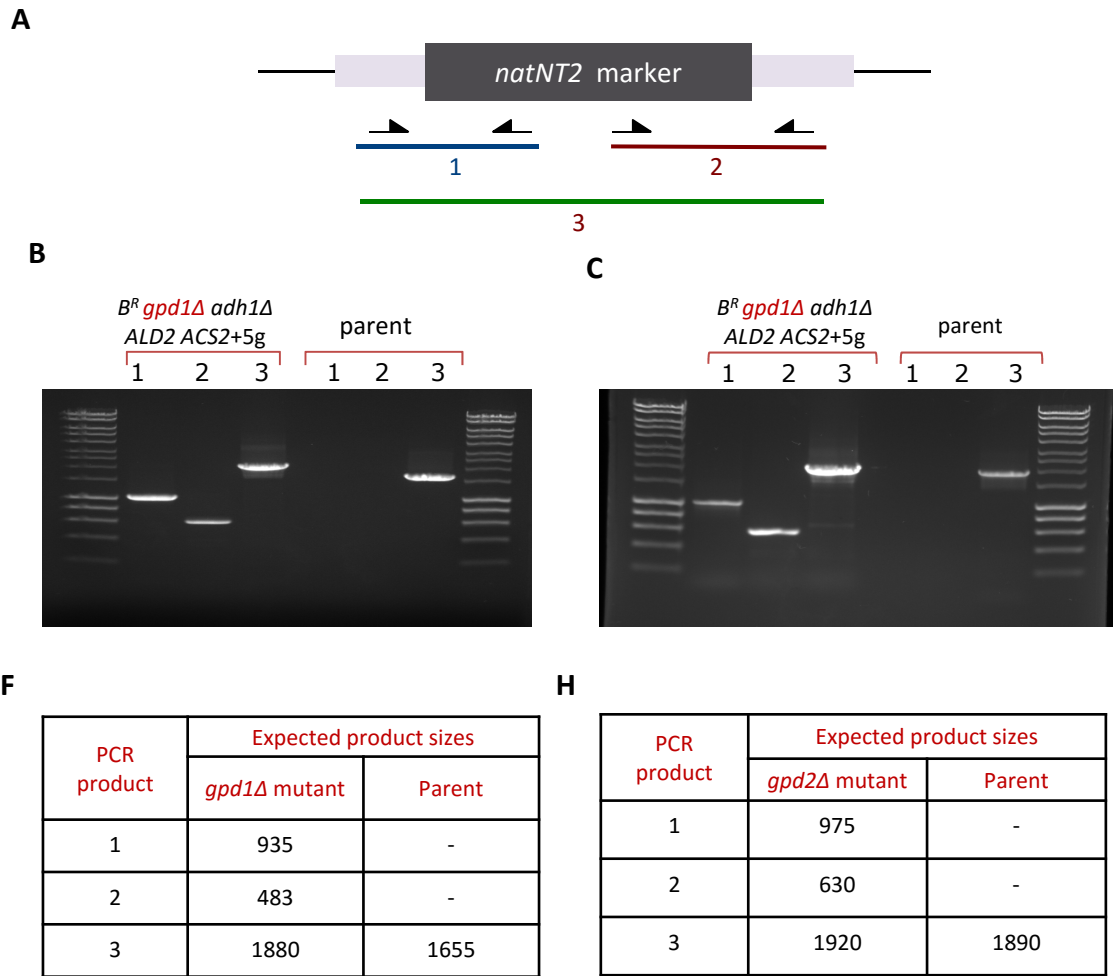 A
natNT2 marker
1
2
3
B
C
Bᴿ gpd1Δ adh1Δ
ALD2 ACS2+5g
parent
1 2 3 1 2 3
Bᴿ gpd1Δ adh1Δ
ALD2 ACS2+5g
parent
1 2 3 1 2 3
F
PCR product
Expected product sizes
gpd1Δ mutant
Parent
1 935 -
2 483 -
3 1880 1655
H
PCR product
Expected product sizes
gpd2Δ mutant
Parent
1 975 -
2 630 -
3 1920 1890